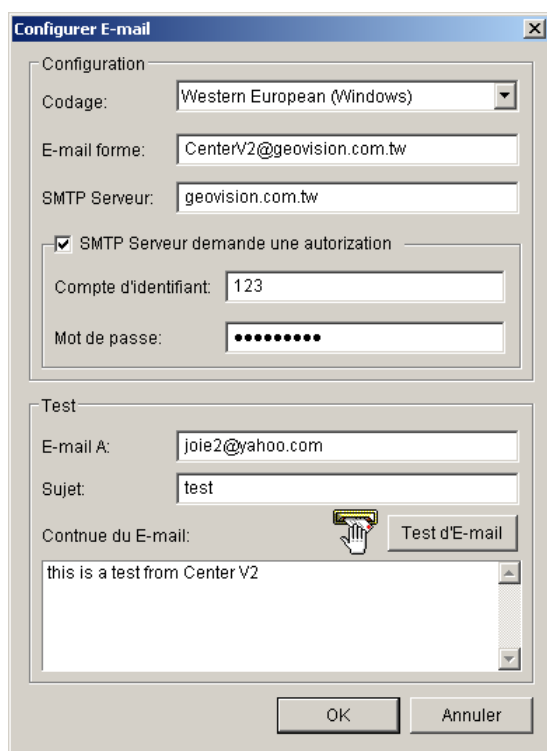 Configurer E-mail
Configuration
Codage: Western European (Windows)
E-mail forme: CenterV2@geovision.com.tw
SMTP Serveur: geovision.com.tw
SMTP Serveur demande une autorization
Compte d'identifiant: 123
Mot de passe: ●●●●●●●●●
Test
E-mail A: joie2@yahoo.com
Sujet: test
Contnue du E-mail: Test d'E-mail
this is a test from Center V2
OK Annuler